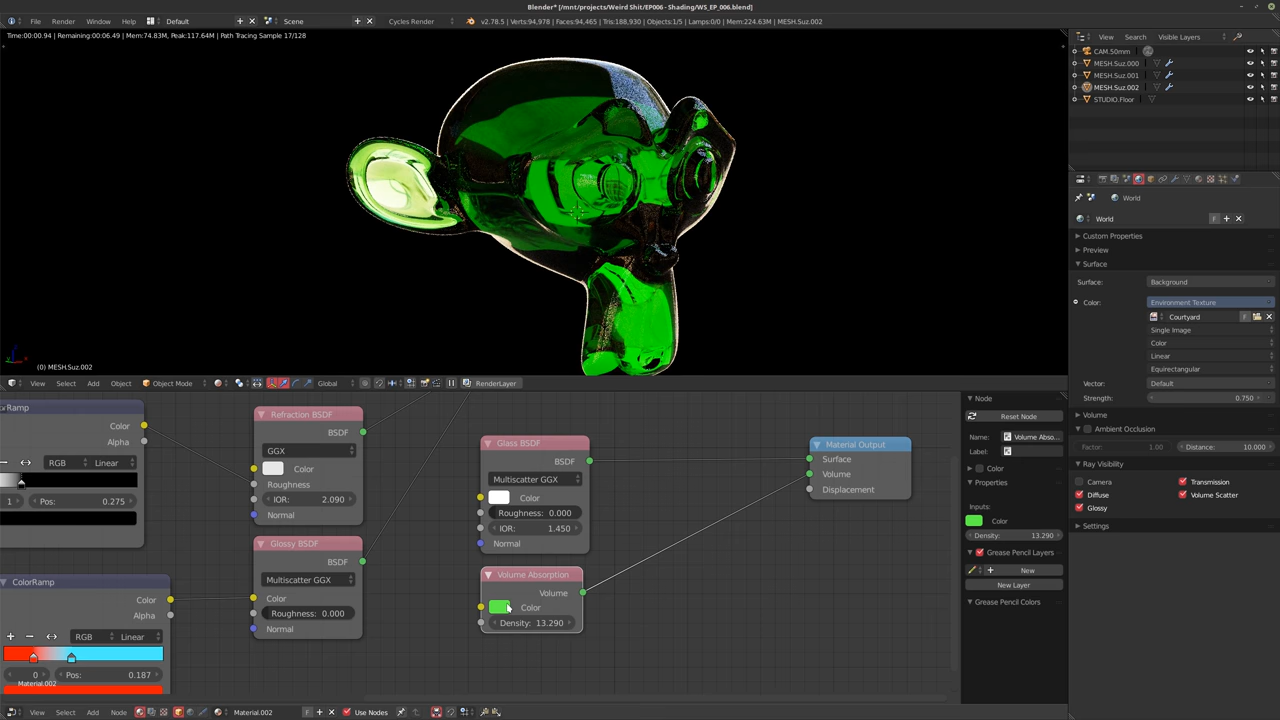 Blender* [/mnt/projects/Weird Shit/EP006 - Shading/WS_EP_006.blend]
File Render Window Help Default Scene Cycles Render v2.78.5 | Verts:94,978 | Faces:94,465 | Tris:188,930 | Objects:1/5 | Lamps:0/0 | Mem:224.63M | MESH.Suz.002
Time:00:00.94 | Remaining:00:06.49 | Mem:74.83M, Peak:117.64M | Path Tracing Sample 17/128
View Search Visible Layers
CAM.50mm
MESH.Suz.000
MESH.Suz.001
MESH.Suz.002
STUDIO.Floor
World
World F
Custom Properties
Preview
Surface
Surface: Background
Color: Environment Texture
Courtyard F
Single Image
Color
Linear
Equirectangular
Vector: Default
Strength: 0.750
Volume
Ambient Occlusion
Factor: 1.00 Distance: 10.000
Ray Visibility
Camera Transmission
Diffuse Volume Scatter
Glossy
Settings
(0) MESH.Suz.002
View Select Add Object Object Mode Global RenderLayer
Ramp
Color
Alpha
RGB Linear
1 Pos: 0.275
Refraction BSDF
BSDF
GGX
Color
Roughness
IOR: 2.090
Normal
Glossy BSDF
BSDF
Multiscatter GGX
Color
Roughness: 0.000
Normal
ColorRamp
Color
Alpha
RGB Linear
0 Pos: 0.187
Material.002
Glass BSDF
BSDF
Multiscatter GGX
Color
Roughness: 0.000
IOR: 1.450
Normal
Volume Absorption
Volume
Color
Density: 13.290
Material Output
Surface
Volume
Displacement
Node
Reset Node
Name: Volume Abso...
Label:
Color
Properties
Inputs:
Color
Density: 13.290
Grease Pencil Layers
New
New Layer
Grease Pencil Colors
View Select Add Node Material.002 F Use Nodes